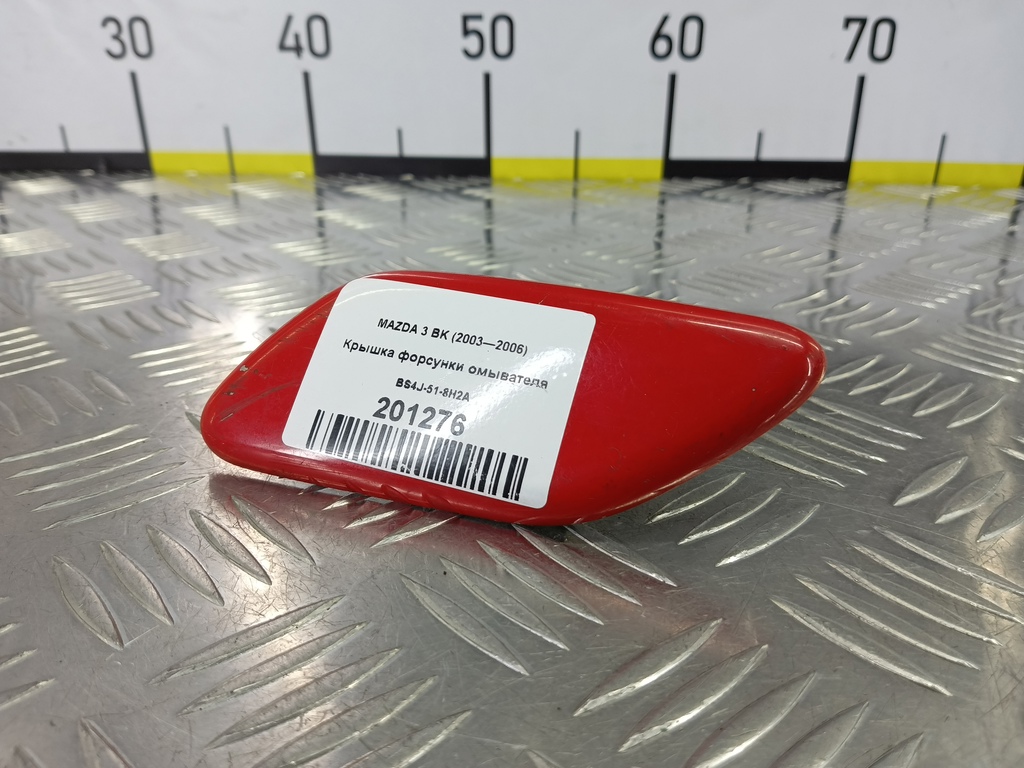 30 40 50 60 70
MAZDA 3 BK (2003—2006)
Крышка форсунки омывателя
BS4J-51-8H2A
201276